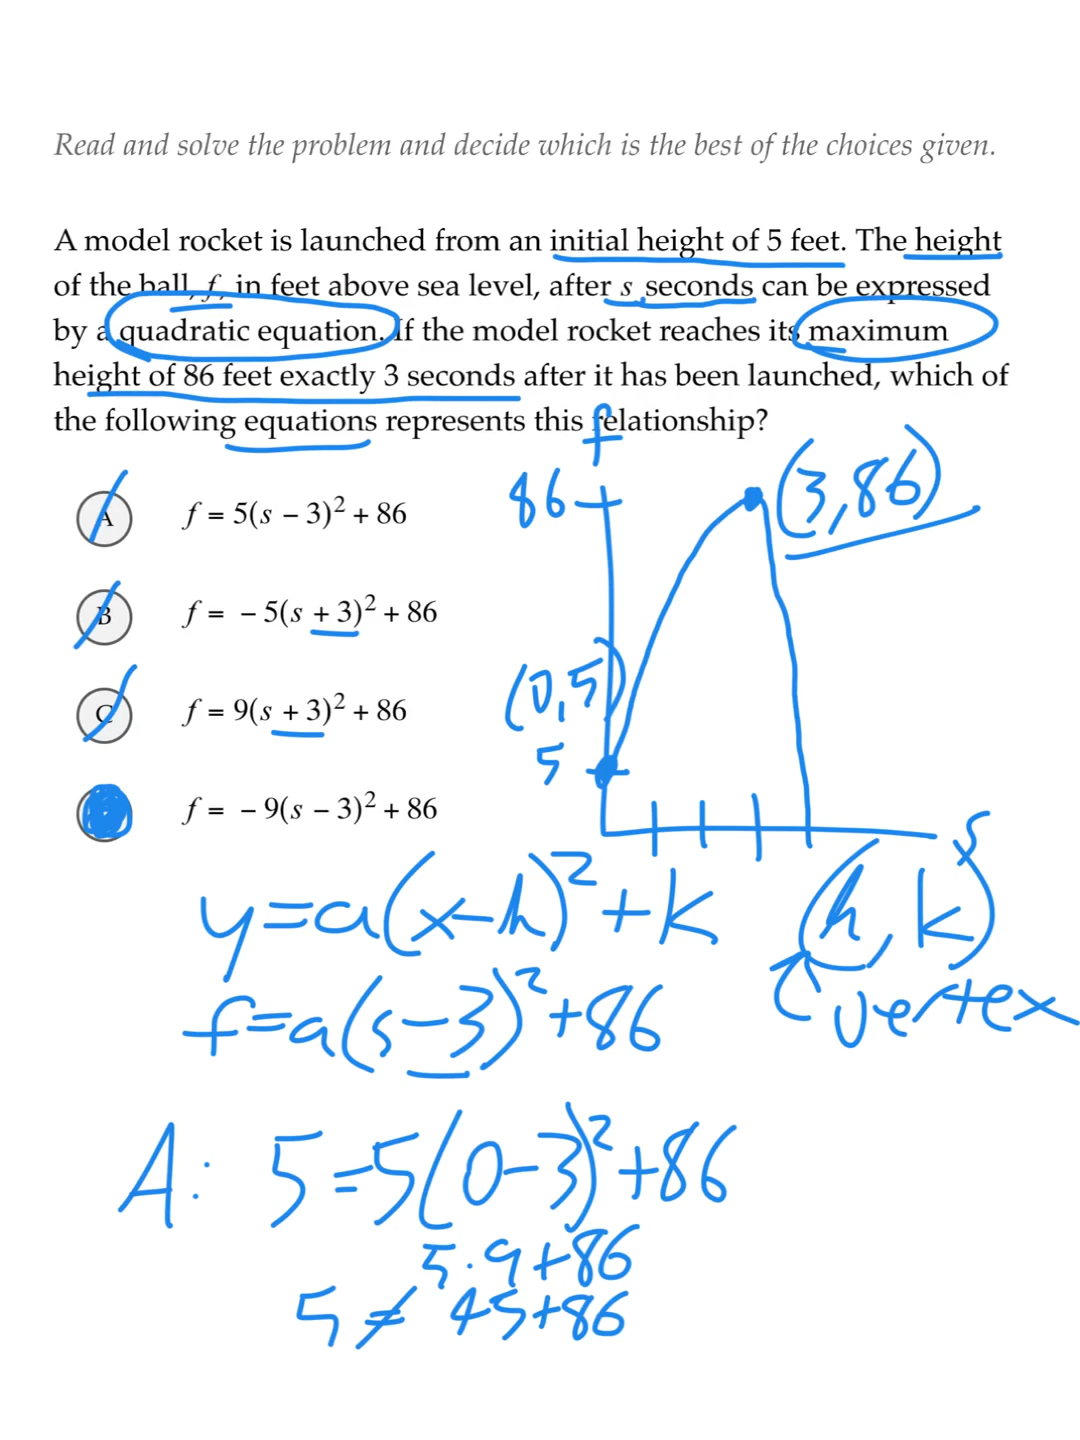 Read and solve the problem and decide which is the best of the choices given.
A model rocket is launched from an initial height of 5 feet. The height
of the ball, f, in feet above sea level, after s seconds can be expressed
by a quadratic equation. If the model rocket reaches its maximum
height of 86 feet exactly 3 seconds after it has been launched, which of
the following equations represents this relationship?
A f = 5(s − 3)² + 86
B f = − 5(s + 3)² + 86
C f = 9(s + 3)² + 86
f = − 9(s − 3)² + 86
f
86
(3,86)
(0,5)
5
s
y=a(x-h)²+k
(h,k)
vertex
f=a(s-3)²+86
A: 5=5(0-3)²+86
5·9+86
5≠45+86